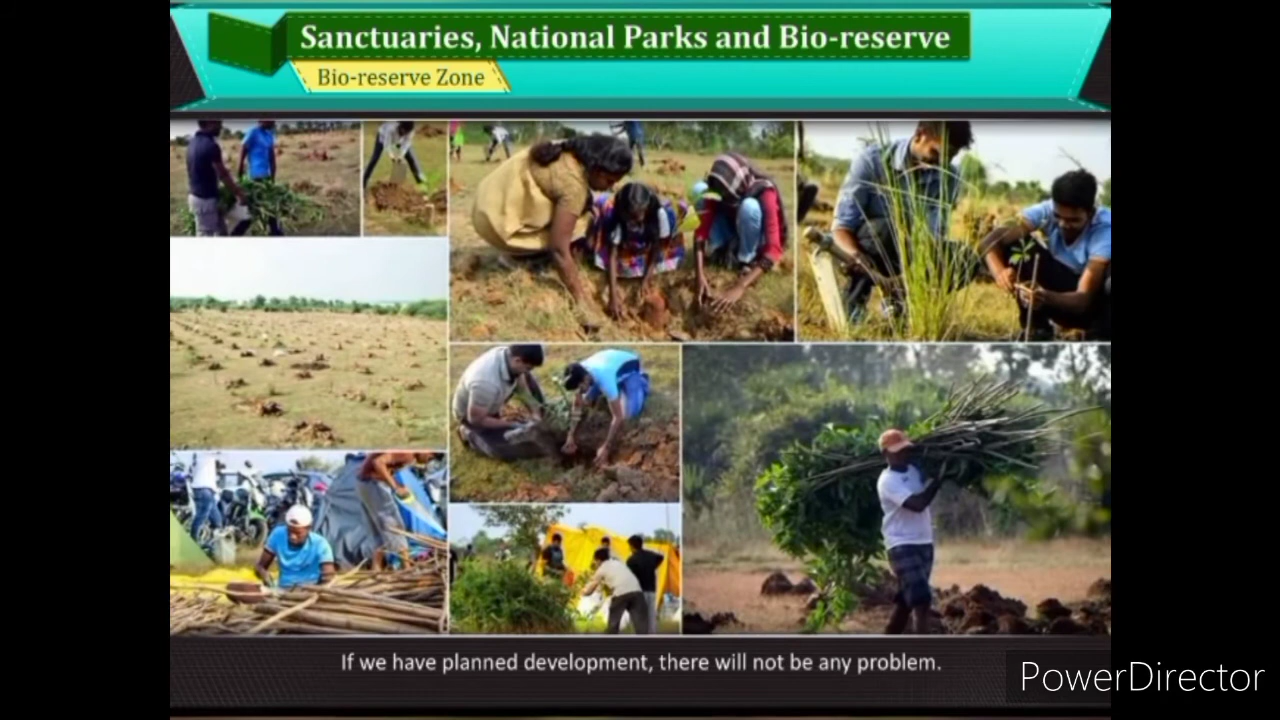 Sanctuaries, National Parks and Bio-reserve
Bio-reserve Zone
If we have planned development, there will not be any problem.
PowerDirector